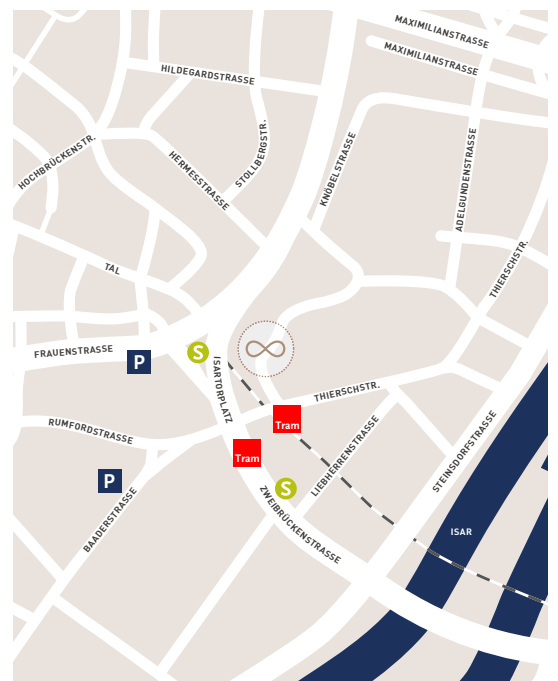 MAXIMILIANSTRASSE
MAXIMILIANSTRASSE
HILDEGARDSTRASSE
HOCHBRÜCKENSTR.
HERMESSTRASSE
STOLLBERGSTR.
KNÖBELSTRASSE
ADELGUNDENSTRASSE
THIERSCHSTR.
TAL
FRAUENSTRASSE
P
S
ISARTORPLATZ
THIERSCHSTR.
RUMFORDSTRASSE
Tram
Tram
LIEBHERRENSTRASSE
STEINSDORFSTRASSE
P
S
BAADERSTRASSE
ZWEIBRÜCKENSTRASSE
ISAR